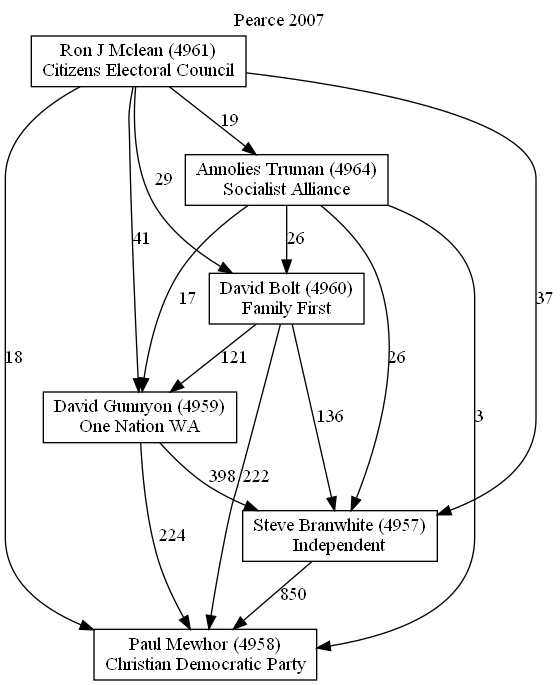 Pearce 2007
Ron J Mclean (4961)
Citizens Electoral Council
19
29
Annolies Truman (4964)
Socialist Alliance
41
26
17
37
David Bolt (4960)
Family First
18
121
26
136
3
David Gunnyon (4959)
One Nation WA
398
222
Steve Branwhite (4957)
Independent
224
850
Paul Mewhor (4958)
Christian Democratic Party